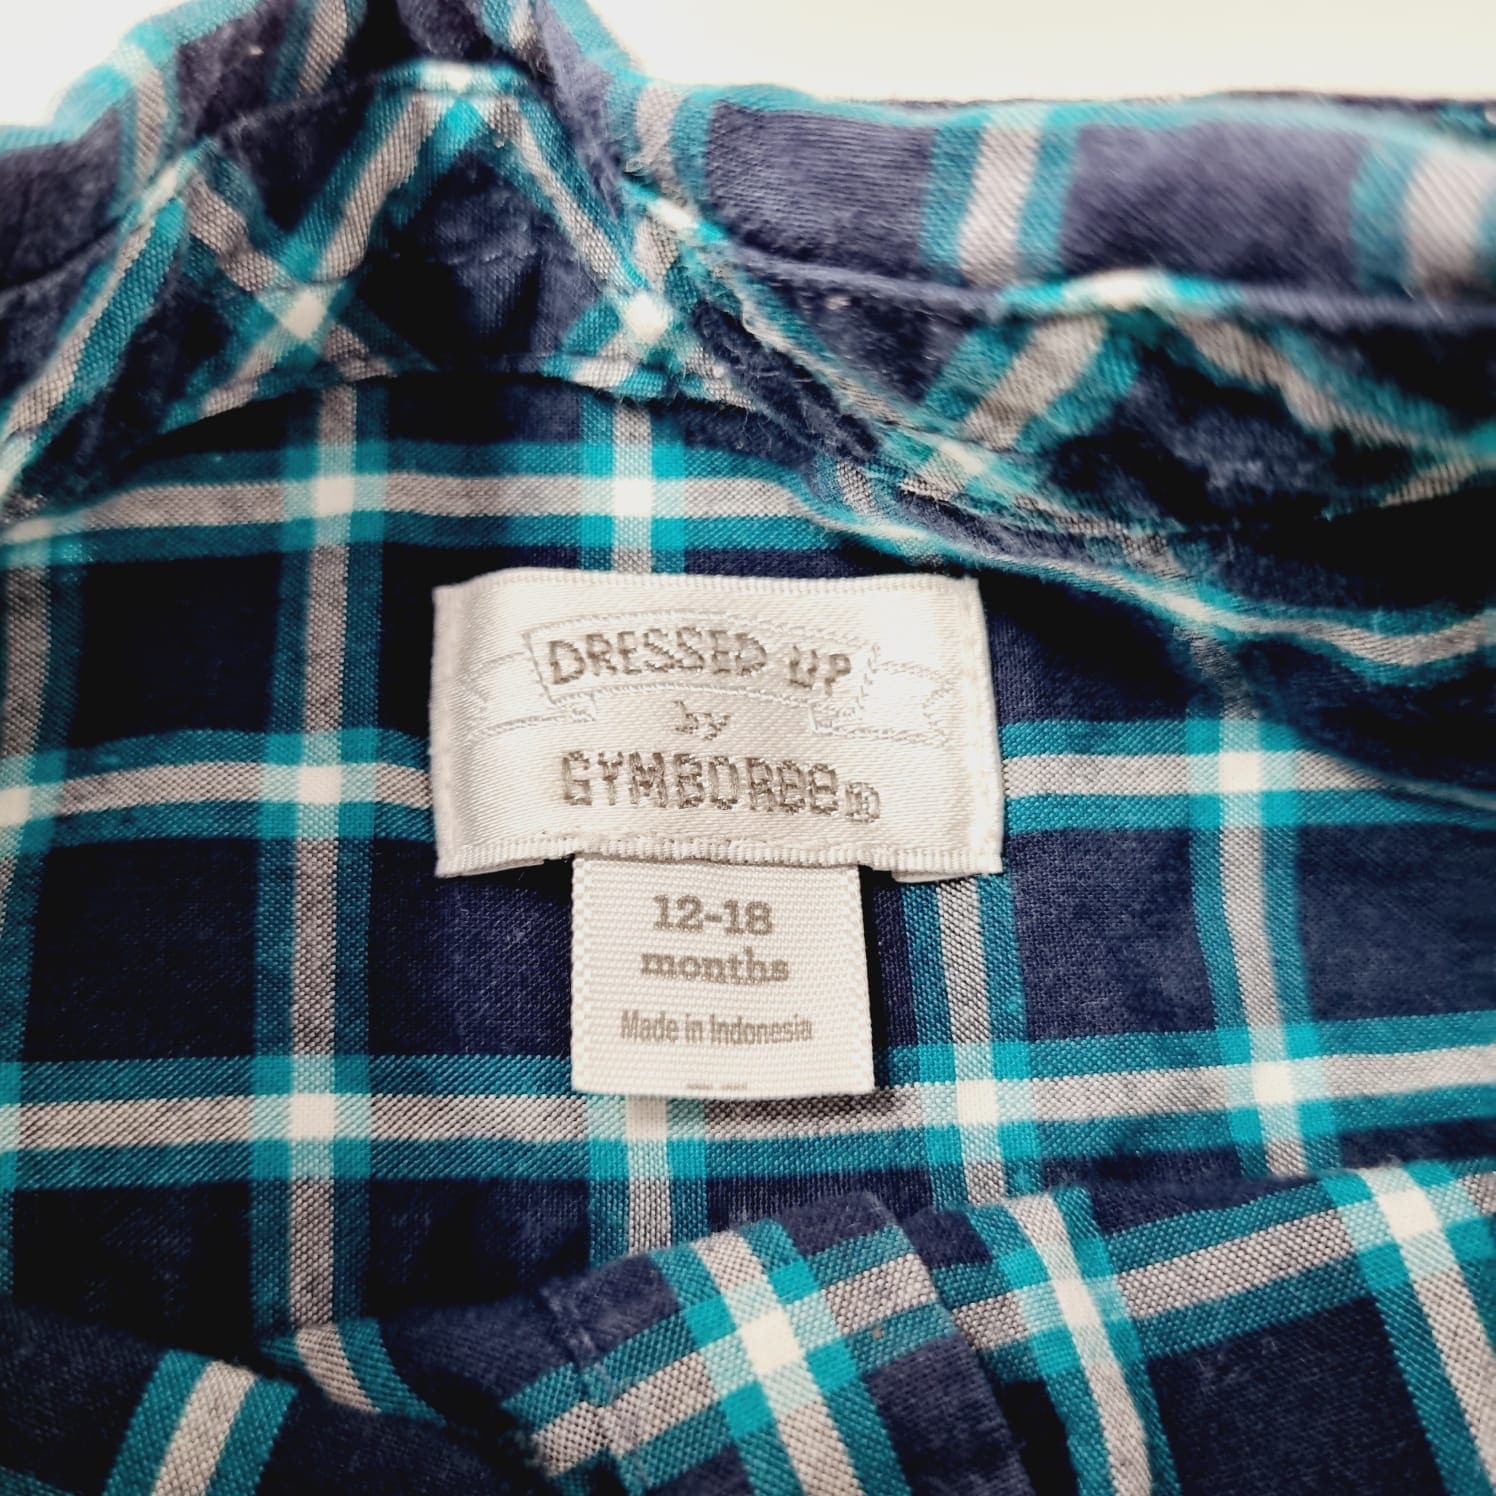 DRESSED UP
by
GYMBOREE®
12-18
months
Made in Indonesia